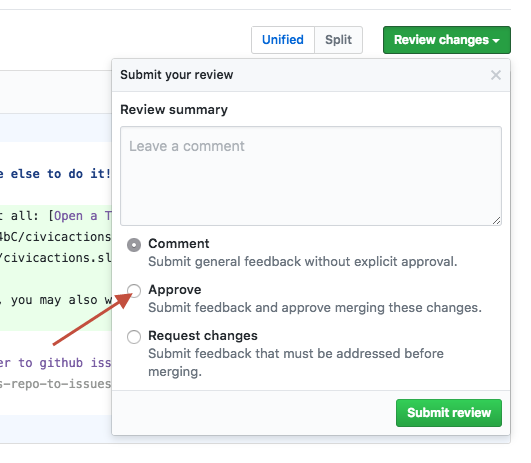 Unified Split Review changes
Submit your review ×
Review summary
Leave a comment
Comment
Submit general feedback without explicit approval.
Approve
Submit feedback and approve merging these changes.
Request changes
Submit feedback that must be addressed before
merging.
Submit review
e else to do it!
t all: [Open a T
4bC/civicactions
/civicactions.sl
, you may also w
er to github iss
s-repo-to-issues